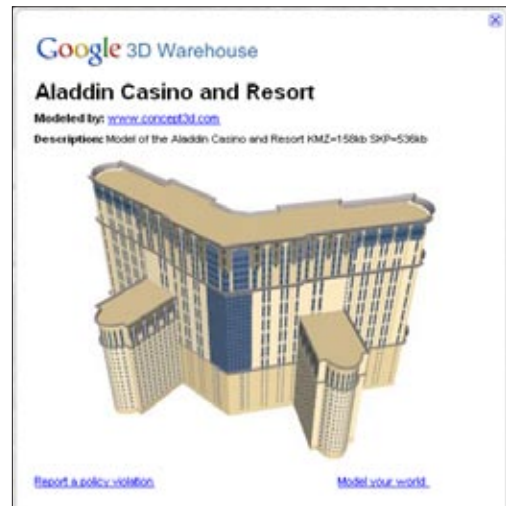 Google 3D Warehouse
Aladdin Casino and Resort
Modeled by: www.concept3d.com
Description: Model of the Aladdin Casino and Resort KMZ=158kb SKP=536kb
Report a policy violation.
Model your world.